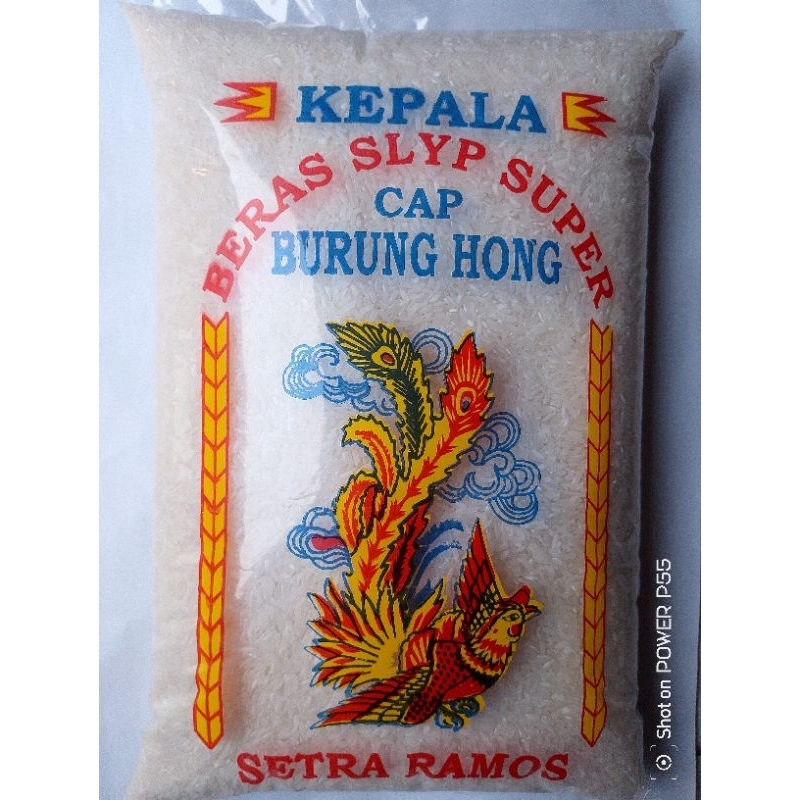 KEPALA
BERAS SLYP SUPER
CAP
BURUNG HONG
SETRA RAMOS
Shot on POWER P55